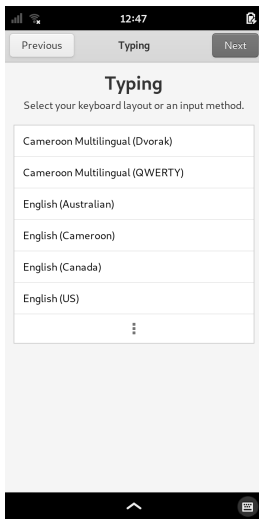 12:47
Previous Typing Next
Typing
Select your keyboard layout or an input method.
Cameroon Multilingual (Dvorak)
Cameroon Multilingual (QWERTY)
English (Australian)
English (Cameroon)
English (Canada)
English (US)